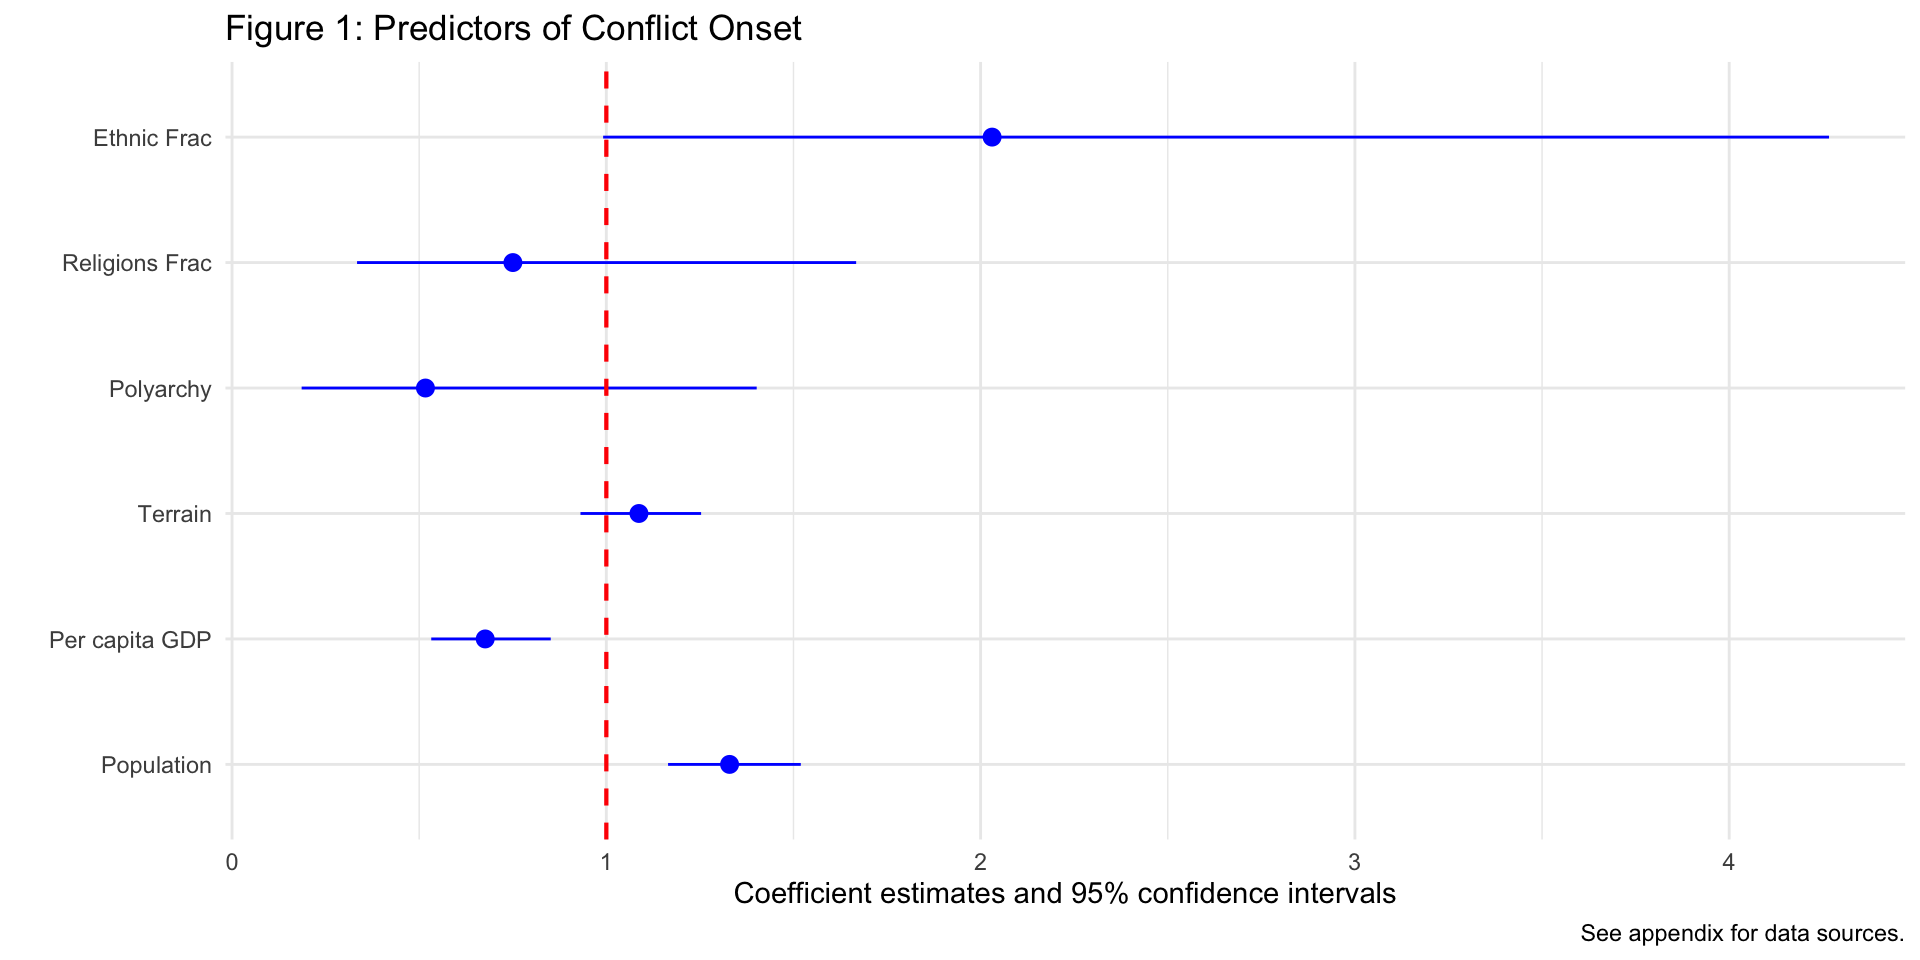 Figure 1: Predictors of Conflict Onset
Ethnic Frac
Religions Frac
Polyarchy
Terrain
Per capita GDP
Population
0 1 2 3 4
Coefficient estimates and 95% confidence intervals
See appendix for data sources.